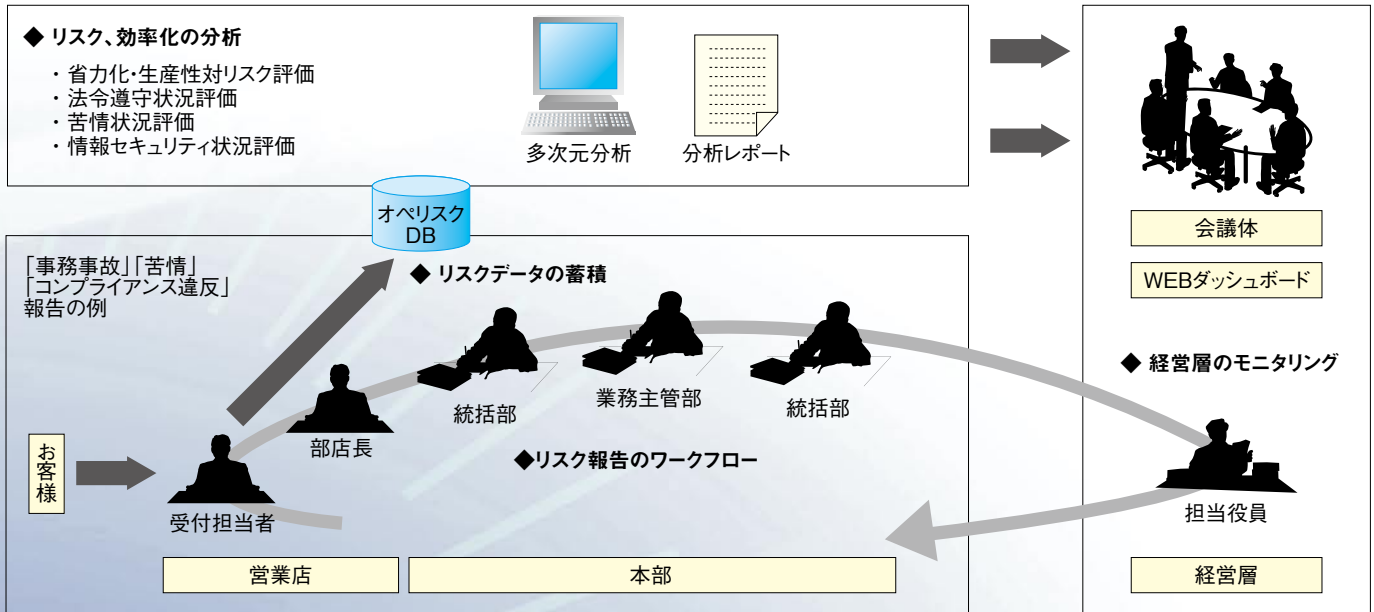 ◆ リスク、効率化の分析
・ 省力化・生産性対リスク評価
・ 法令遵守状況評価
・ 苦情状況評価
・ 情報セキュリティ状況評価
多次元分析
分析レポート
オペリスク
DB
「事務事故」「苦情」
「コンプライアンス違反」
報告の例
◆ リスクデータの蓄積
お客様
受付担当者
部店長
統括部
業務主管部
統括部
◆リスク報告のワークフロー
営業店
本部
会議体
WEBダッシュボード
◆ 経営層のモニタリング
担当役員
経営層